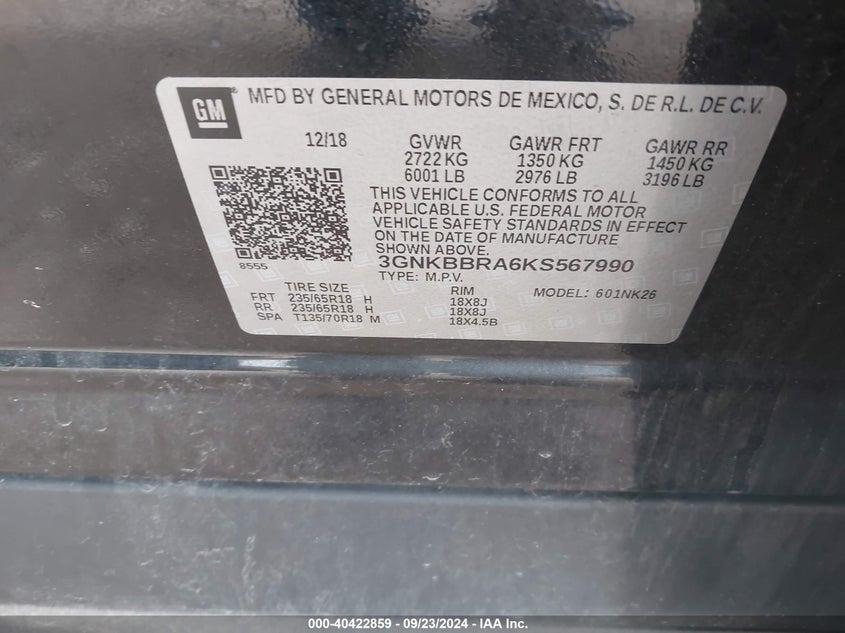 GM
MFD BY GENERAL MOTORS DE MEXICO, S. DE R.L. DE C.V.
12/18 GVWR GAWR FRT GAWR RR
2722 KG 1350 KG 1450 KG
6001 LB 2976 LB 3196 LB
THIS VEHICLE CONFORMS TO ALL
APPLICABLE U.S. FEDERAL MOTOR
VEHICLE SAFETY STANDARDS IN EFFECT
ON THE DATE OF MANUFACTURE
SHOWN ABOVE.
8555
3GNKBBRA6KS567990
TYPE: M.P.V. MODEL: 601NK26
TIRE SIZE RIM
FRT 235/65R18 H 18X8J
RR 235/65R18 H 18X8J
SPA T135/70R18 M 18X4.5B
000-40422859 - 09/23/2024 - IAA Inc.